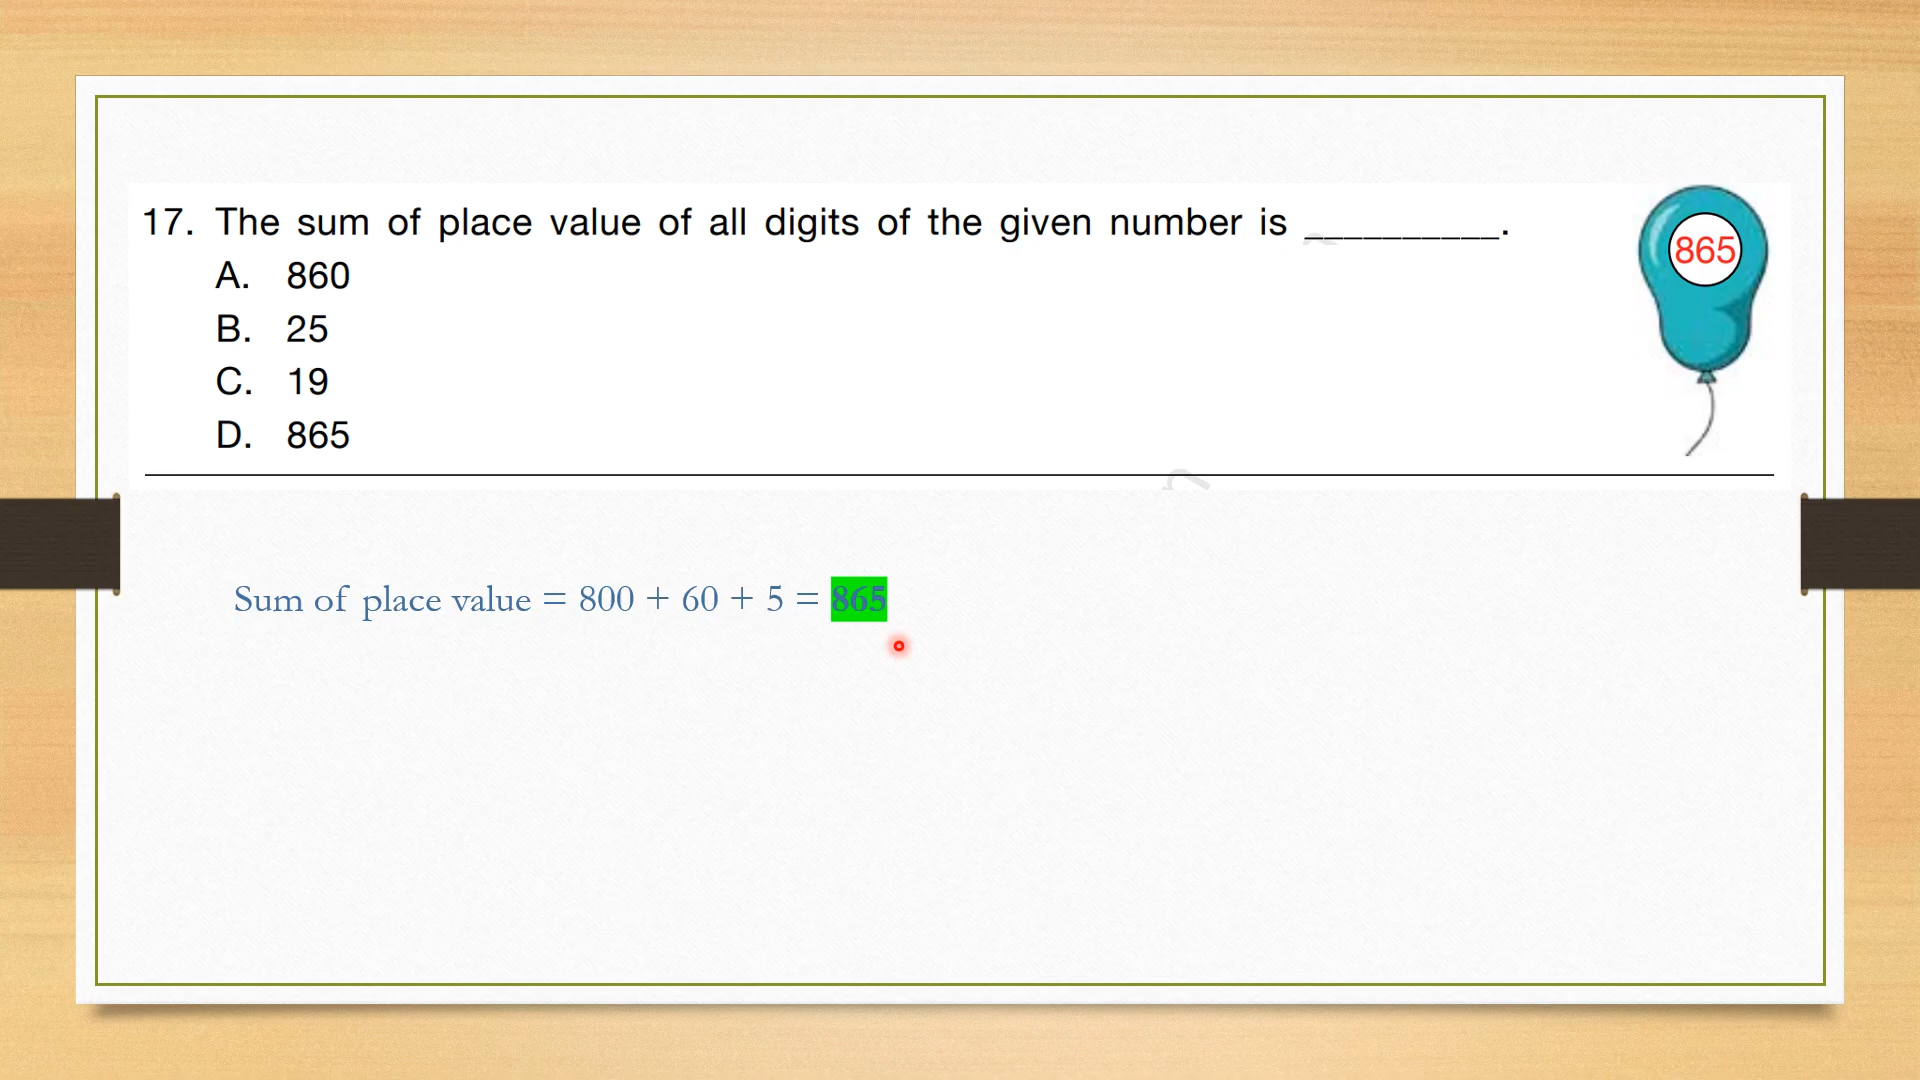 17. The sum of place value of all digits of the given number is __________.
865
A. 860
B. 25
C. 19
D. 865
Sum of place value = 800 + 60 + 5 = 865